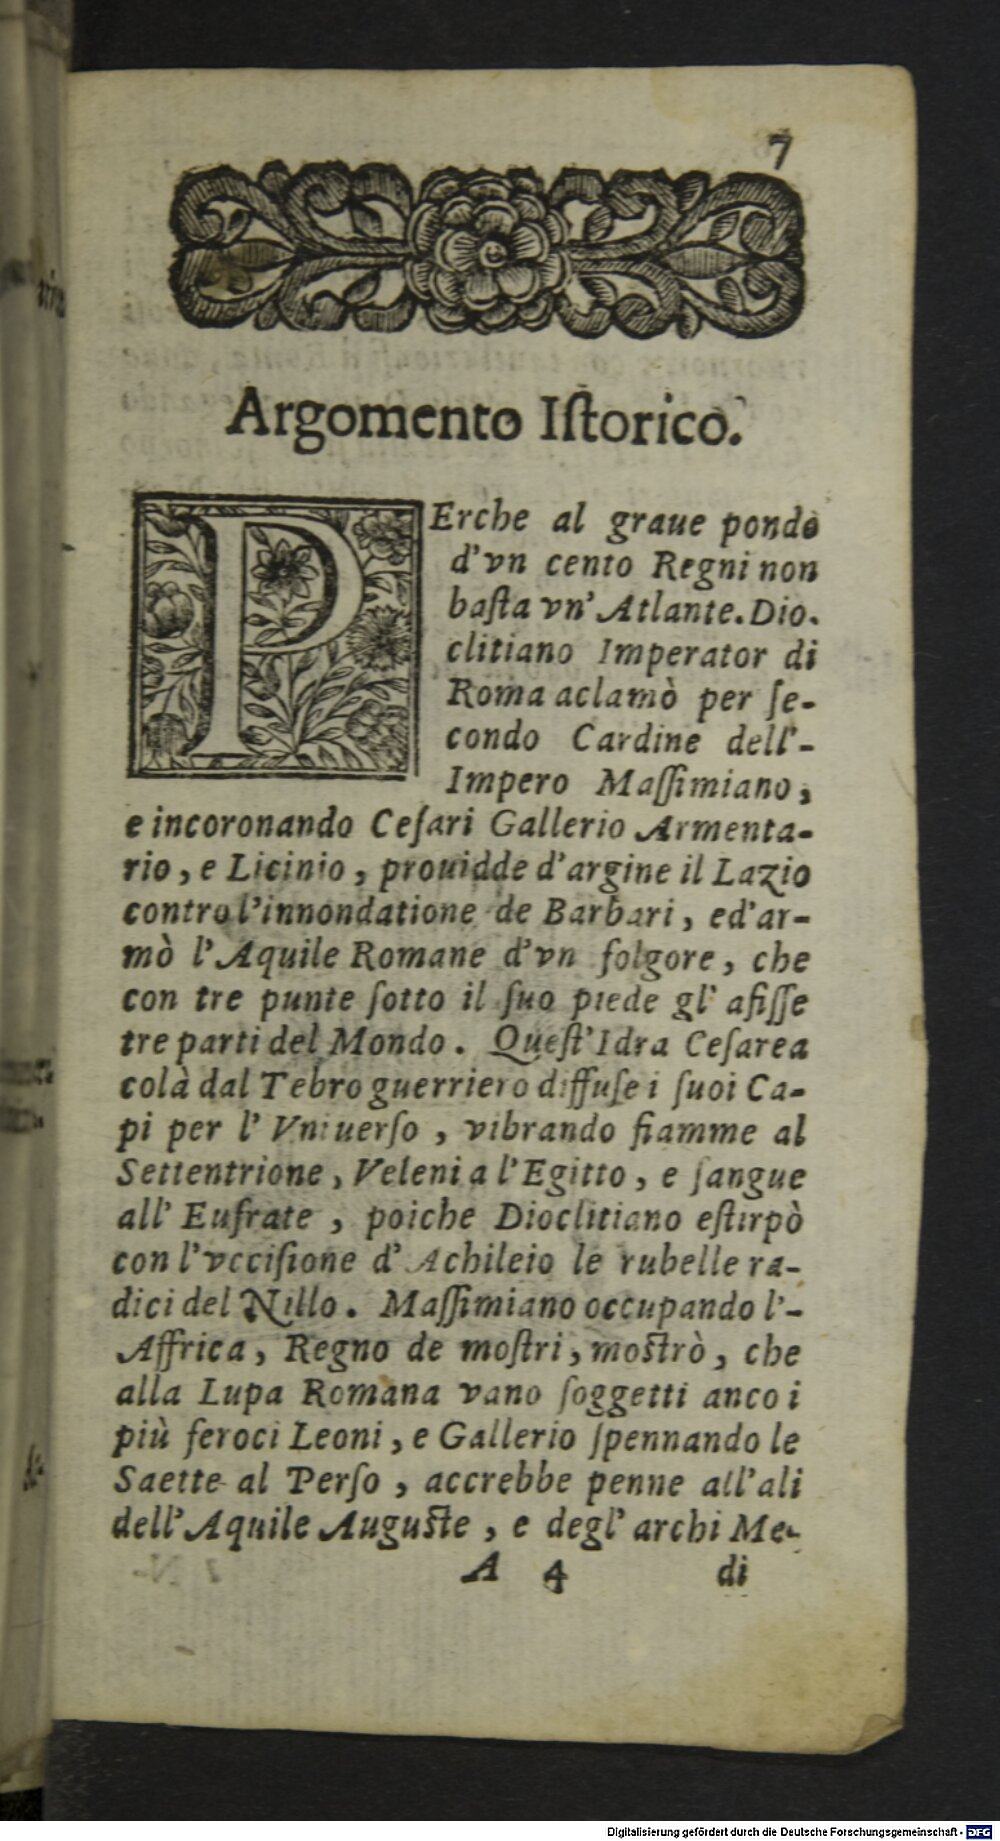 7
Argomento Iſtorico.
PErche al graue pondo
d'vn cento Regni non
baſta vn' Atlante. Dio-
clitiano Imperator di
Roma aclamò per ſe-
condo Cardine dell'-
Impero Maſſimiano,
e incoronando Ceſari Gallerio Armenta-
rio, e Licinio, prouidde d'argine il Lazio
contro l'innondatione de Barbari, ed'ar-
mò l'Aquile Romane d'vn folgore, che
con tre punte ſotto il ſuo piede gl' afiſſe
tre parti del Mondo. Queſt'Idra Ceſarea
colà dal Tebro guerriero diffuſe i ſuoi Ca-
pi per l' Vniuerſo, vibrando fiamme al
Settentrione, Veleni a l'Egitto, e ſangue
all' Eufrate, poiche Dioclitiano eſtirpò
con l'vcciſione d' Achileio le rubelle ra-
dici del Nillo. Maſſimiano occupando l'-
Affrica, Regno de moſtri, moſtrò, che
alla Lupa Romana vano ſoggetti anco i
più feroci Leoni, e Gallerio ſpennando le
Saette al Perſo, accrebbe penne all'ali
dell'Aquile Auguſte, e degl' archi Me-
A 4 di
Digitalisierung gefördert durch die Deutsche Forschungsgemeinschaft - DFG